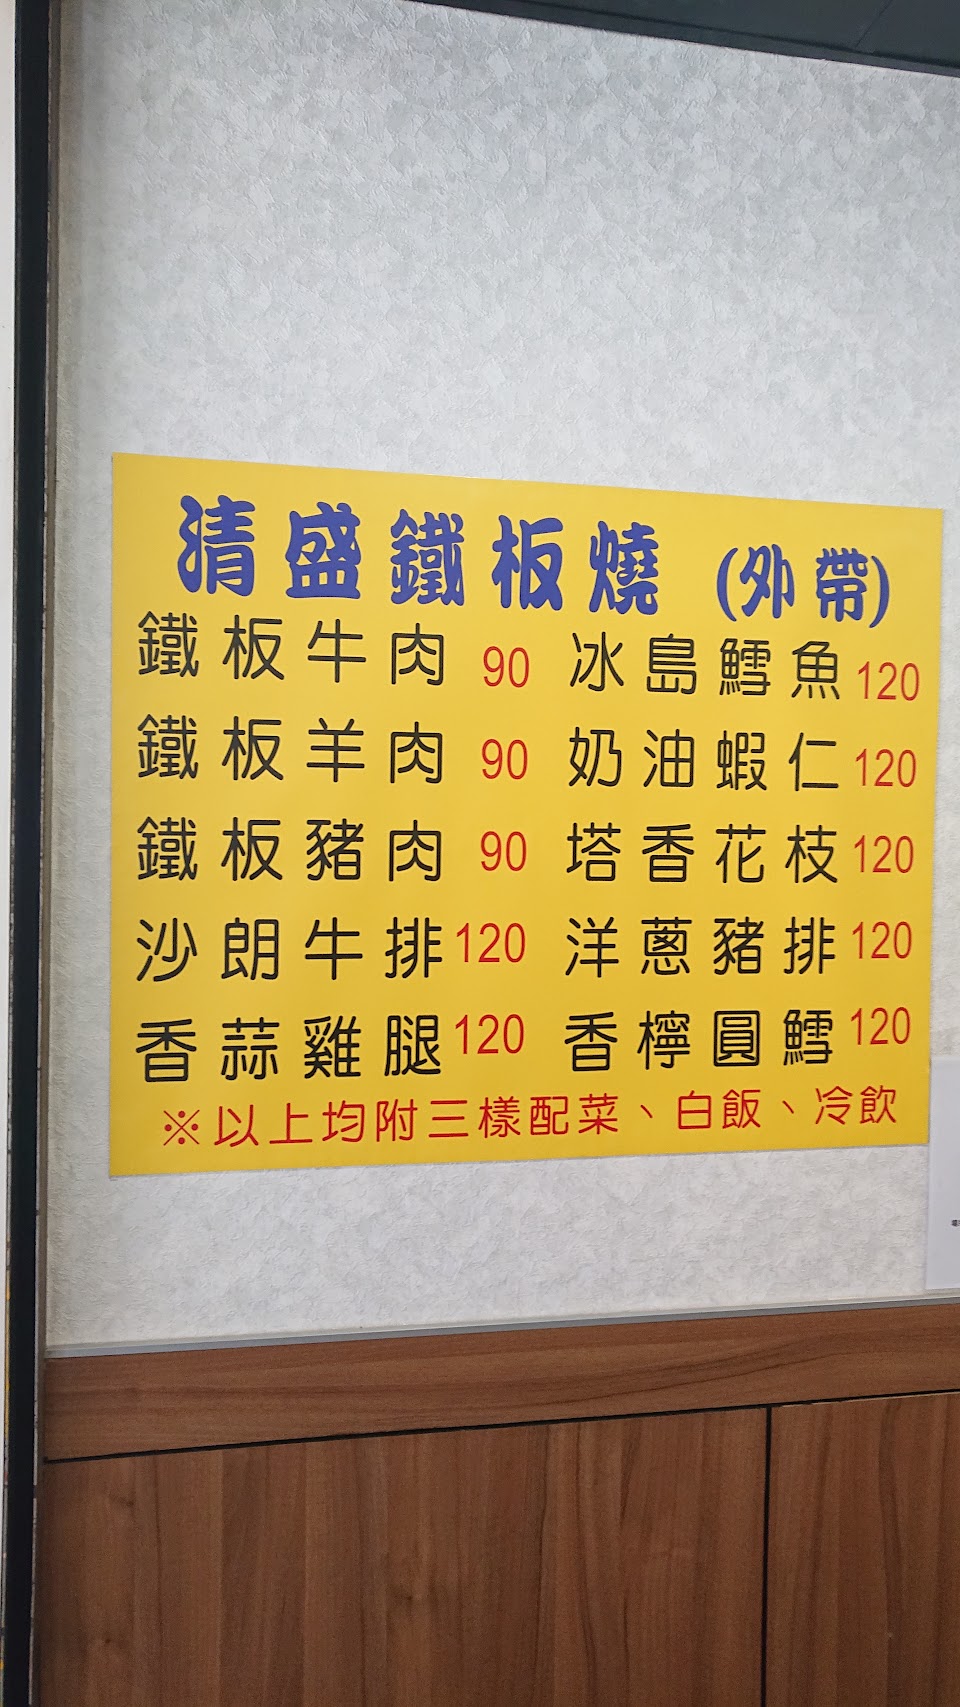 清盛鐵板燒 (外帶)
鐵板牛肉 90 冰島鱈魚 120
鐵板羊肉 90 奶油蝦仁 120
鐵板豬肉 90 塔香花枝 120
沙朗牛排 120 洋蔥豬排 120
香蒜雞腿 120 香檸圓鱈 120
※以上均附三樣配菜、白飯、冷飲